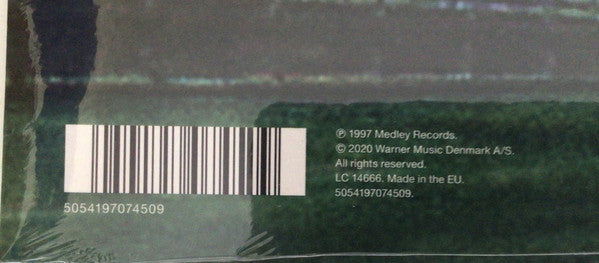 5054197074509
℗ 1997 Medley Records.
© 2020 Warner Music Denmark A/S.
All rights reserved.
LC 14666. Made in the EU.
5054197074509.